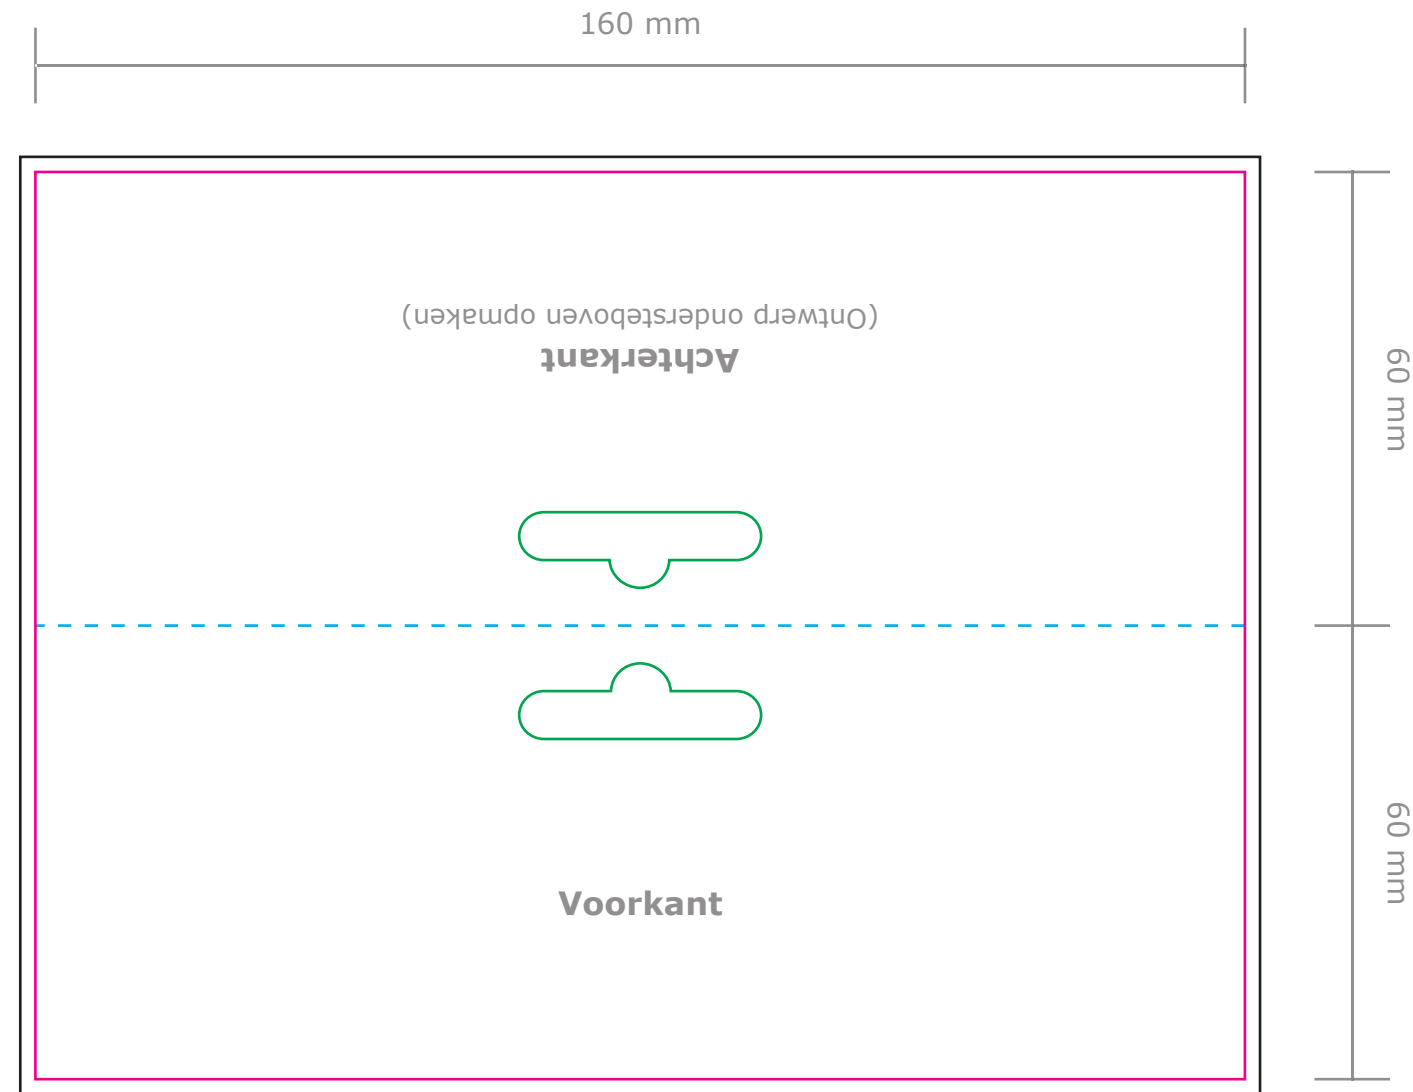 160 mm
(Ontwerp ondersteboven opmaken)
Achterkant
60 mm
Voorkant
60 mm